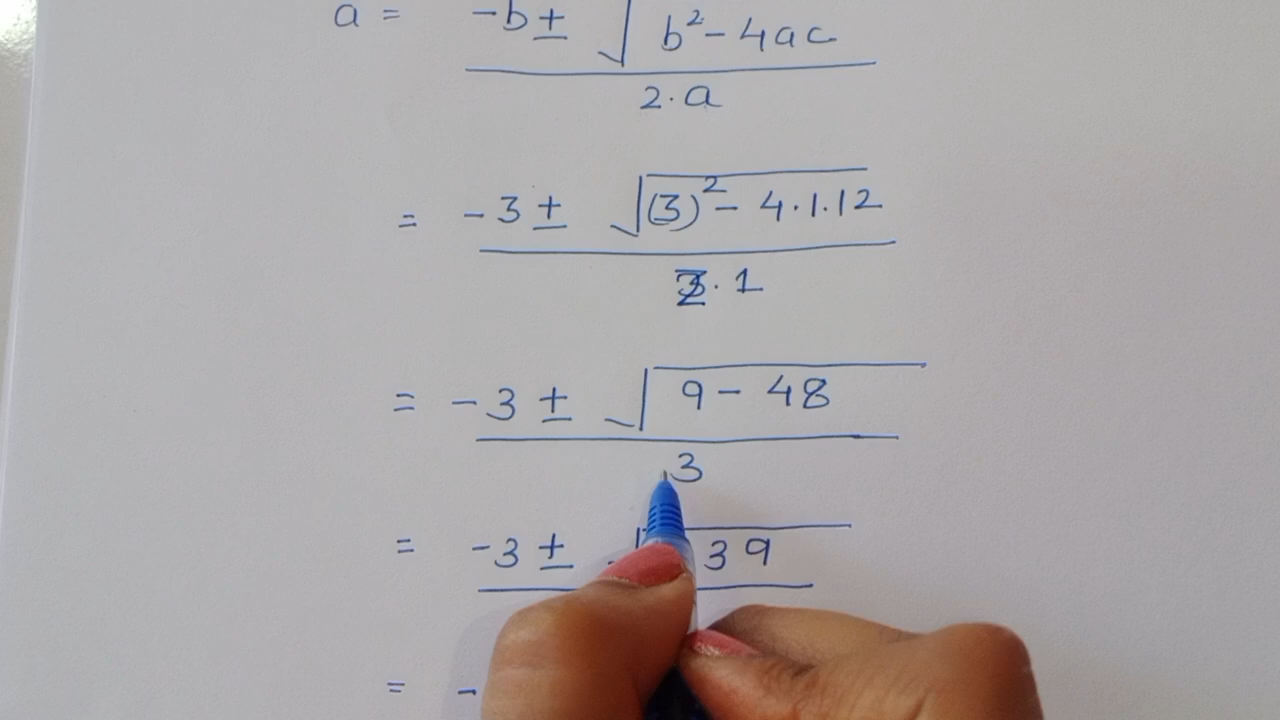 a = -b ± √ b² - 4ac
2 · a
= -3 ± √(3)² - 4 . 1 . 12
2 · 1
= -3 ± √ 9 - 48
3
= -3 ± √ 39
= -